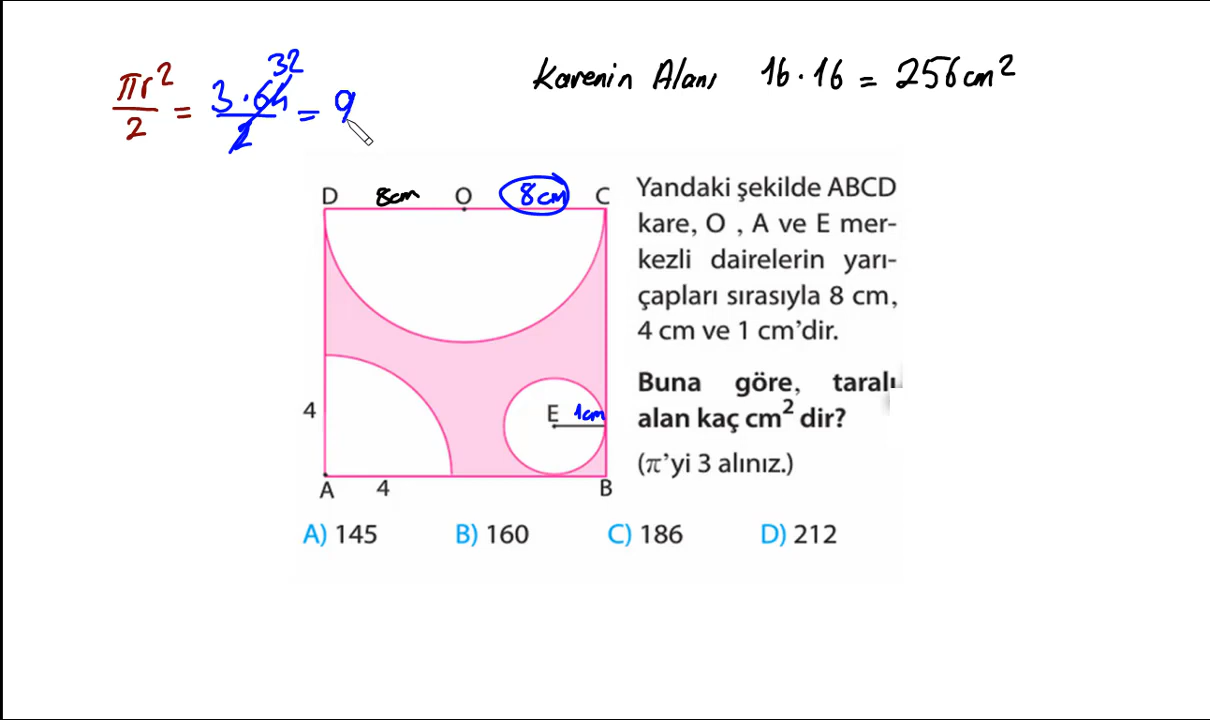 πr²/2 = 3·64/2 = 9
32
Karenin Alanı 16·16 = 256cm²
D 8cm O 8cm C
4
E 1cm
A 4 B
Yandaki şekilde ABCD
kare, O , A ve E mer-
kezli dairelerin yarı-
çapları sırasıyla 8 cm,
4 cm ve 1 cm'dir.
Buna göre, taralı
alan kaç cm² dir?
(π'yi 3 alınız.)
A) 145 B) 160 C) 186 D) 212